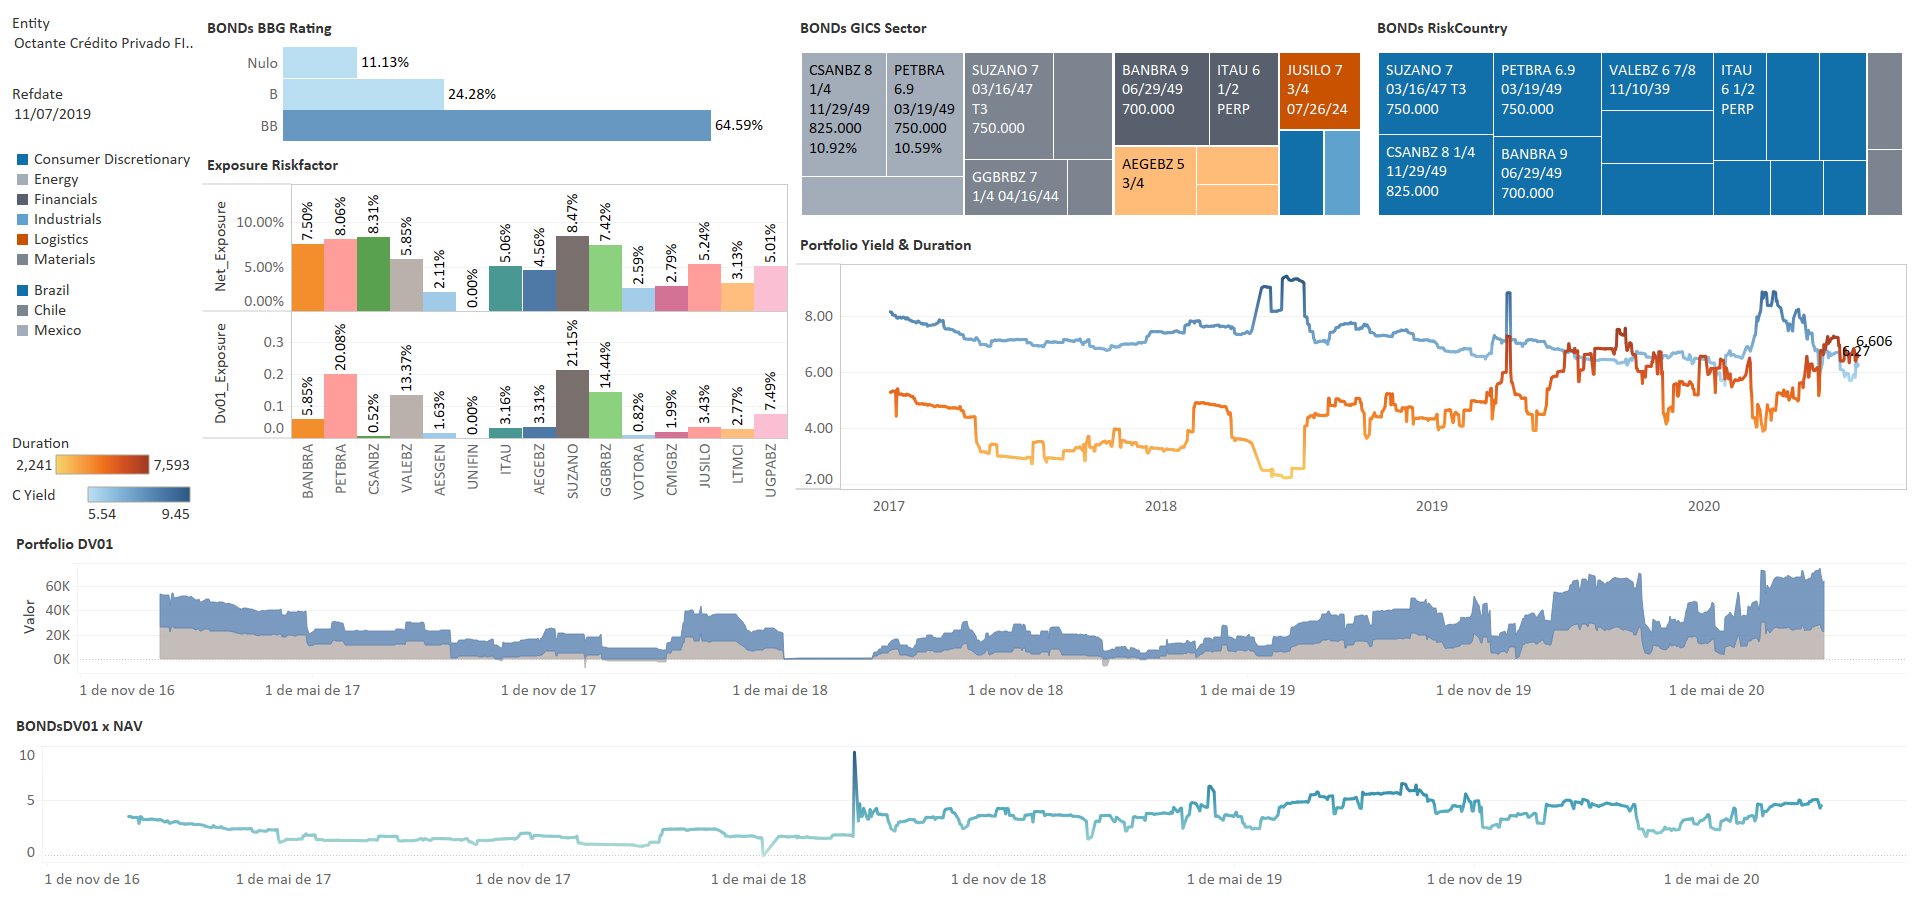 Entity
Octante Crédito Privado FI..
Refdate
11/07/2019
Consumer Discretionary
Energy
Financials
Industrials
Logistics
Materials
Brazil
Chile
Mexico
Duration
2,241
7,593
C Yield
5.54
9.45
BONDs BBG Rating
Nulo
11.13%
B
24.28%
BB
64.59%
Exposure Riskfactor
Net_Exposure
10.00%
5.00%
0.00%
7.50%
8.06%
8.31%
5.85%
2.11%
0.00%
5.06%
4.56%
8.47%
7.42%
2.59%
2.79%
5.24%
3.13%
5.01%
Dv01_Exposure
0.3
0.2
0.1
0.0
5.85%
20.08%
0.52%
13.37%
1.63%
0.00%
3.16%
3.31%
21.15%
14.44%
0.82%
1.99%
3.43%
2.77%
7.49%
BANBRA
PETBRA
CSANBZ
VALEBZ
AESGEN
UNIFIN
ITAU
AEGEBZ
SUZANO
GGBRBZ
VOTORA
CMIGBZ
JUSILO
LTMCI
UGPABZ
BONDs GICS Sector
CSANBZ 8
1/4
11/29/49
825.000
10.92%
PETBRA
6.9
03/19/49
750.000
10.59%
SUZANO 7
03/16/47
T3
750.000
GGBRBZ 7
1/4 04/16/44
BANBRA 9
06/29/49
700.000
ITAU 6
1/2
PERP
AEGEBZ 5
3/4
JUSILO 7
3/4
07/26/24
BONDs RiskCountry
SUZANO 7
03/16/47 T3
750.000
CSANBZ 8 1/4
11/29/49
825.000
PETBRA 6.9
03/19/49
750.000
BANBRA 9
06/29/49
700.000
VALEBZ 6 7/8
11/10/39
ITAU
6 1/2
PERP
Portfolio Yield & Duration
8.00
6.00
4.00
2.00
6,606
6.27
2017
2018
2019
2020
Portfolio DV01
Valor
60K
40K
20K
0K
1 de nov de 16
1 de mai de 17
1 de nov de 17
1 de mai de 18
1 de nov de 18
1 de mai de 19
1 de nov de 19
1 de mai de 20
BONDsDV01 x NAV
10
5
0
1 de nov de 16
1 de mai de 17
1 de nov de 17
1 de mai de 18
1 de nov de 18
1 de mai de 19
1 de nov de 19
1 de mai de 20